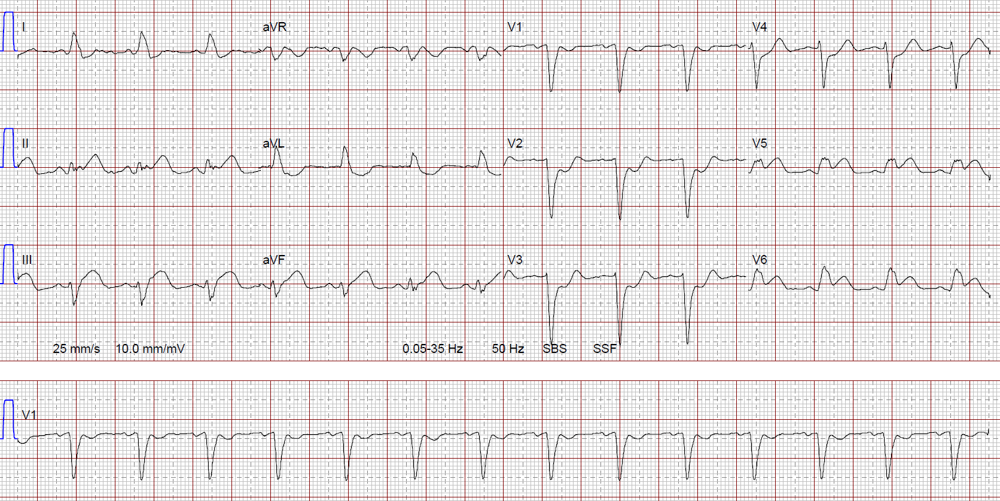 I aVR V1 V4
II aVL V2 V5
III aVF V3 V6
25 mm/s 10.0 mm/mV 0.05-35 Hz 50 Hz SBS SSF
V1